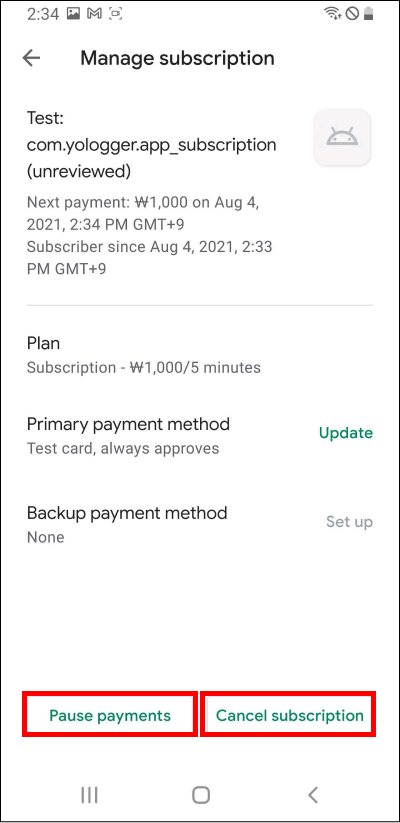 2:34
Manage subscription
Test:
com.yologger.app_subscription
(unreviewed)
Next payment: ₩1,000 on Aug 4,
2021, 2:34 PM GMT+9
Subscriber since Aug 4, 2021, 2:33
PM GMT+9
Plan
Subscription - ₩1,000/5 minutes
Primary payment method
Update
Test card, always approves
Backup payment method
Set up
None
Pause payments
Cancel subscription